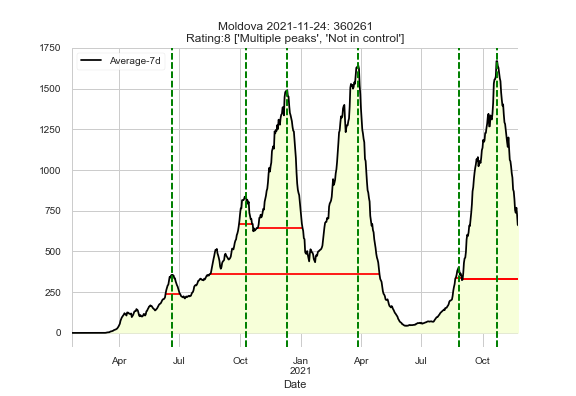 Moldova 2021-11-24: 360261
Rating:8 ['Multiple peaks', 'Not in control']
Average-7d
1750
1500
1250
1000
750
500
250
0
Apr Jul Oct Jan Apr Jul Oct
2021
Date